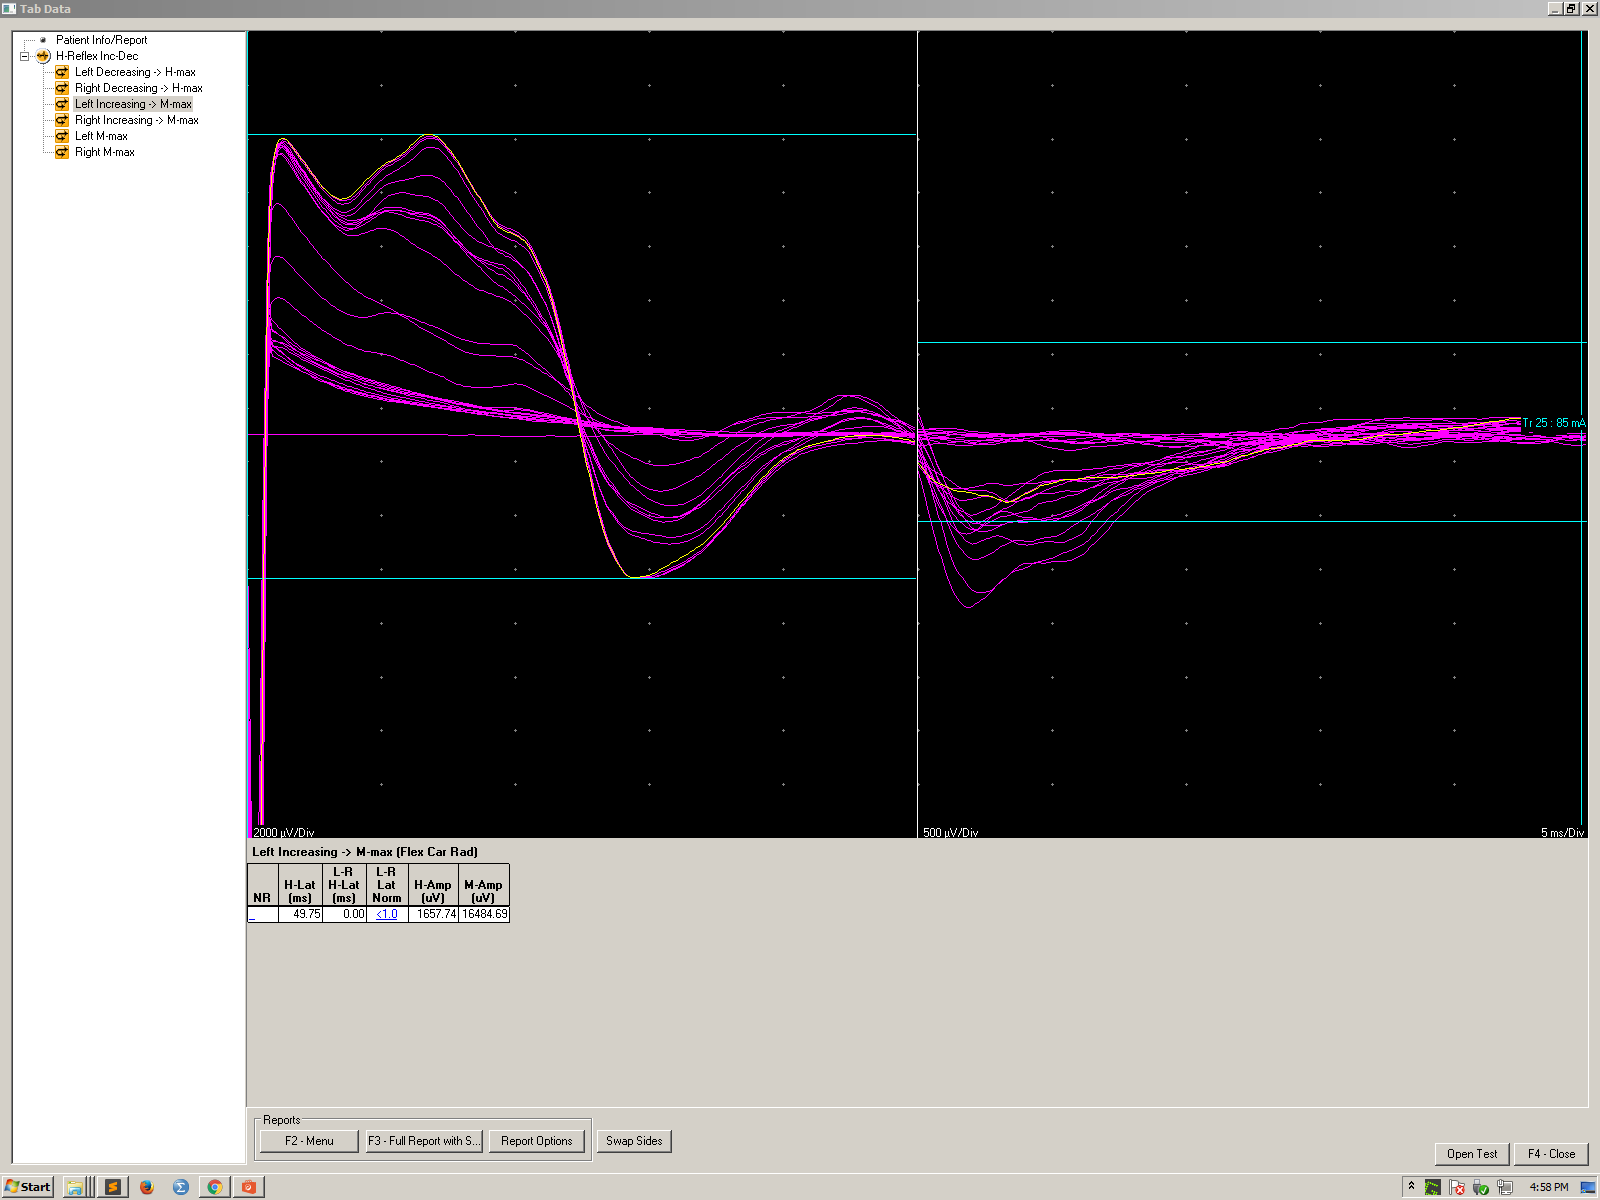 Tab Data
Patient Info/Report
H-Reflex Inc-Dec
Left Decreasing -> H-max
Right Decreasing -> H-max
Left Increasing -> M-max
Right Increasing -> M-max
Left M-max
Right M-max
Tr 25 : 85 mA
2000 µV/Div
500 µV/Div
5 ms/Div
Left Increasing -> M-max (Flex Car Rad)
NR H-Lat (ms) L-R H-Lat (ms) L-R Lat Norm H-Amp (uV) M-Amp (uV)
_ 49.75 0.00 <1.0 1657.74 16484.69
Reports
F2 - Menu F3 - Full Report with S... Report Options Swap Sides
Open Test F4 - Close
Start 4:58 PM